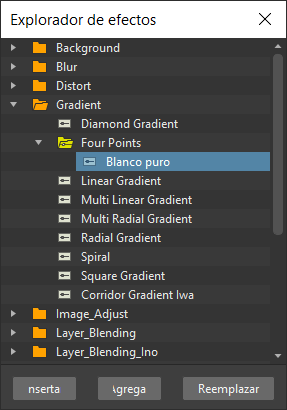 Explorador de efectos
Background
Blur
Distort
Gradient
Diamond Gradient
Four Points
Blanco puro
Linear Gradient
Multi Linear Gradient
Multi Radial Gradient
Radial Gradient
Spiral
Square Gradient
Corridor Gradient Iwa
Image_Adjust
Layer_Blending
Layer_Blending_Ino
nserta
Agrega
Reemplazar